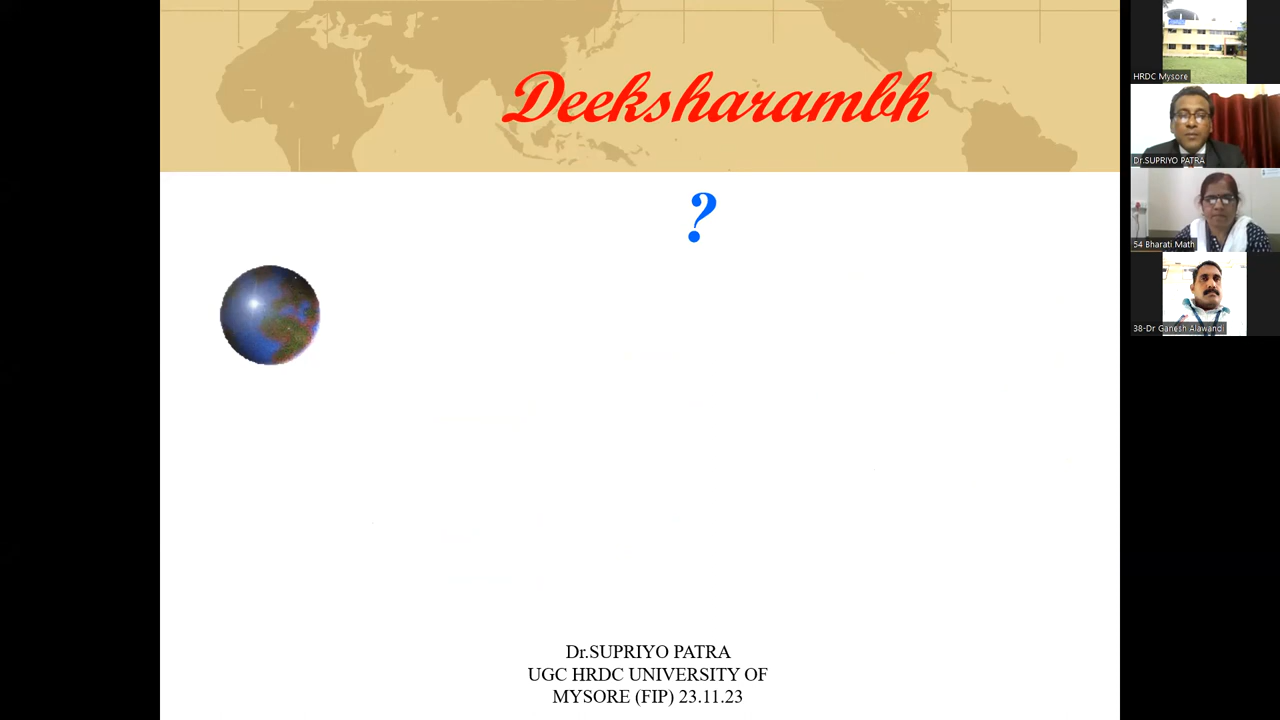 Deeksharambh
?
Dr.SUPRIYO PATRA
UGC HRDC UNIVERSITY OF
MYSORE (FIP) 23.11.23
HRDC Mysore
Dr.SUPRIYO PATRA
54 Bharati Math
38-Dr Ganesh Alawandi